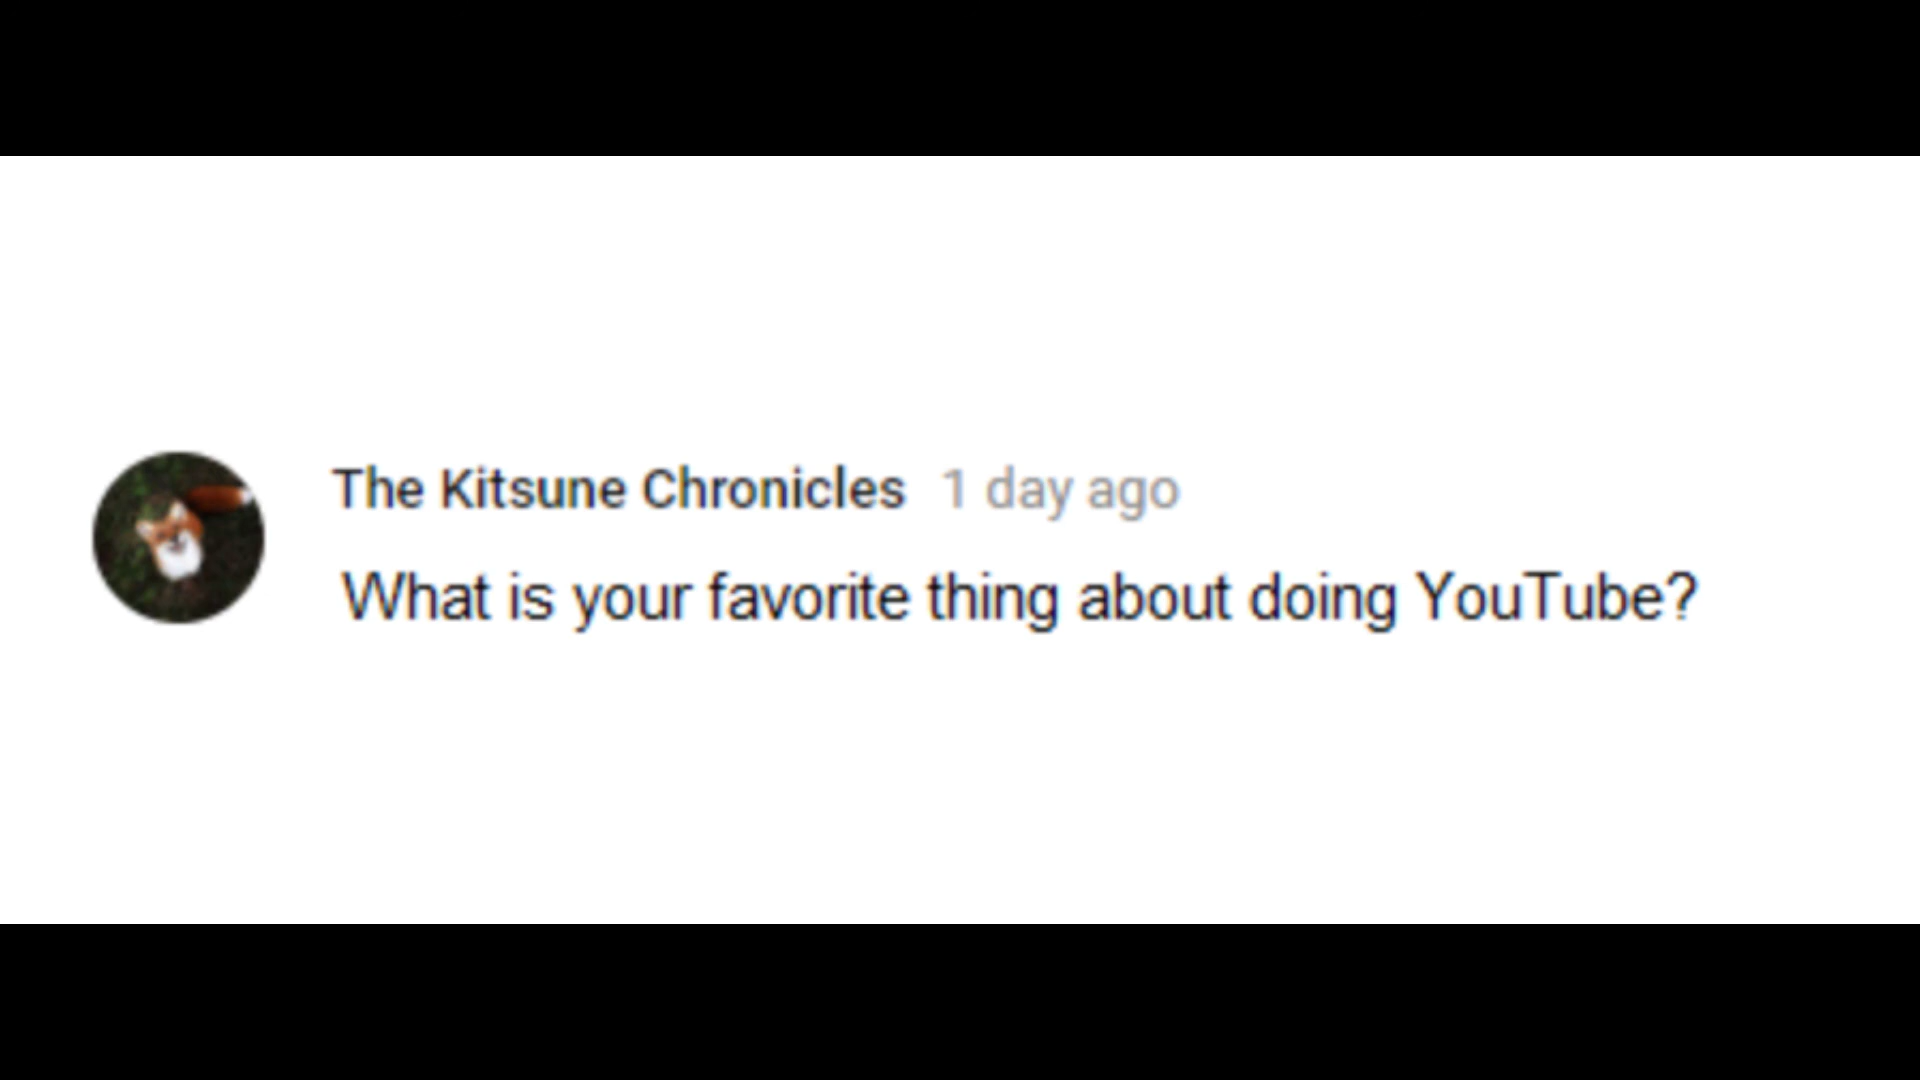 The Kitsune Chronicles 1 day ago
What is your favorite thing about doing YouTube?